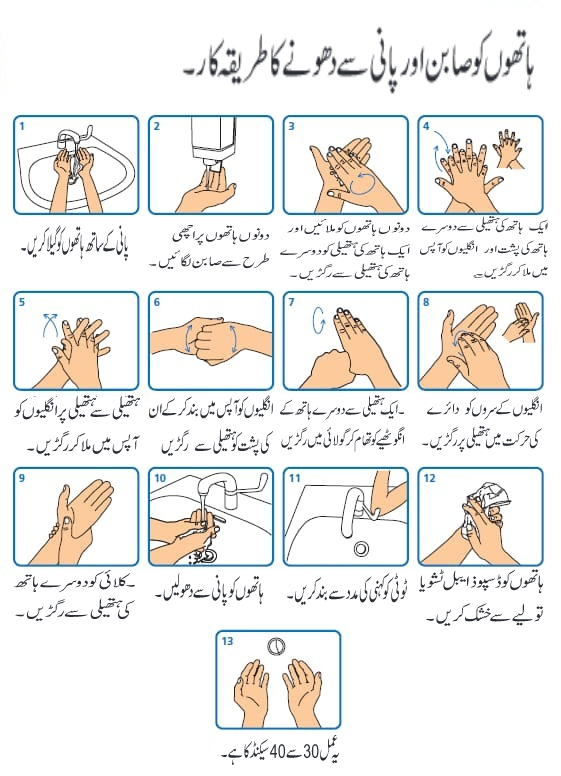 ہاتھوں کو صابن اور پانی سے دھونے کا طریقہ کار۔
1
پانی کے ساتھ ہاتھوں کو گیلا کریں۔
2
دونوں ہاتھوں پر اچھی
طرح سے صابن لگائیں۔
3
دونوں ہاتھوں کو ملائیں اور
ایک ہاتھ کی ہتھیلی کو دوسرے
ہاتھ کی ہتھیلی سے رگڑیں۔
4
ایک ہاتھ کی ہتھیلی سے دوسرے
ہاتھ کی پشت اور انگلیوں کو آپس
میں ملا کر رگڑیں۔
5
ہتھیلی سے ہتھیلی پر انگلیوں کو
آپس میں ملا کر رگڑیں۔
6
انگلیوں کو آپس میں بند کر کے ان
کی پشت کو ہتھیلی سے رگڑیں
7
۔ایک ہتھیلی سے دوسرے ہاتھ کے
انگوٹھے کو تھام کر گولائی میں رگڑیں
8
انگلیوں کے سروں کو دائرے
کی حرکت میں ہتھیلی پر رگڑیں۔
9
۔کلائی کو دوسرے ہاتھ
کی ہتھیلی سے رگڑیں۔
10
ہاتھوں کو پانی سے دھولیں۔
11
ٹوٹی کو کہنی کی مدد سے بند کریں۔
12
ہاتھوں کو ڈسپوذایبل ٹشو یا
تولیے سے خشک کریں۔
13
یہ عمل 30 سے 40 سیکنڈ کا ہے۔